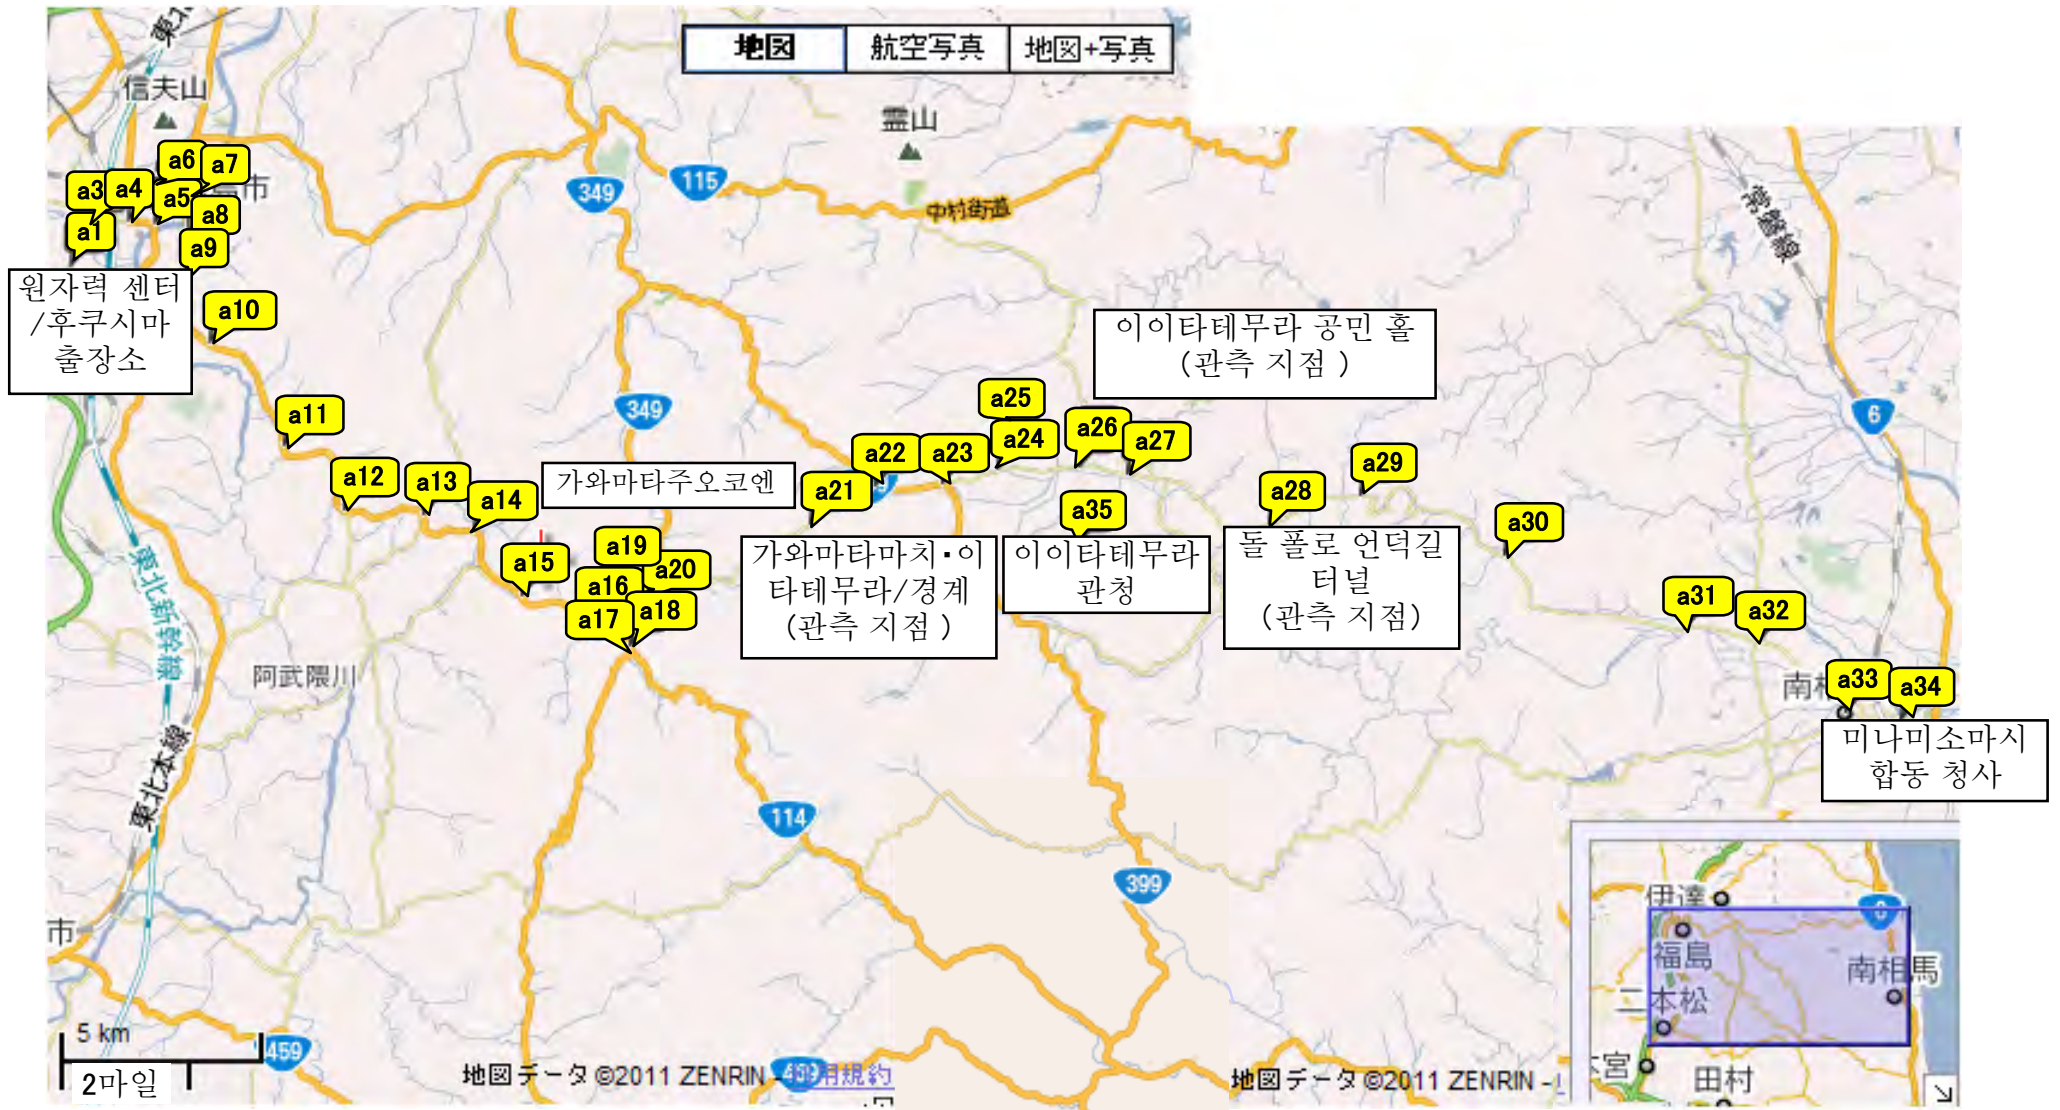 地図
航空写真
地図+写真
信夫山
霊山
a6
a7
a3
a4
a5
島市
a8
a1
a9
349
115
中村街道
常磐線
원자력 센터
/후쿠시마
출장소
a10
이이타테무라 공민 홀
(관측 지점 )
a11
349
6
a25
a24
a26
a27
a22
a23
a29
a12
a13
a14
가와마타주오코엔
a21
a28
a35
a30
a19
a15
a16
a20
a17
a18
가와마타마치•이
타테무라/경계
(관측 지점 )
이이타테무라
관청
돌 폴로 언덕길
터널
(관측 지점)
a31
a32
東北新幹線
阿武隈川
南相
a33
a34
미나미소마시
합동 청사
東北本線
114
399
市
伊達
6
福島
南相馬
二本松
5 km
459
2마일
地図データ ©2011 ZENRIN -
459
用規約
地図データ ©2011 ZENRIN -
宮
田村